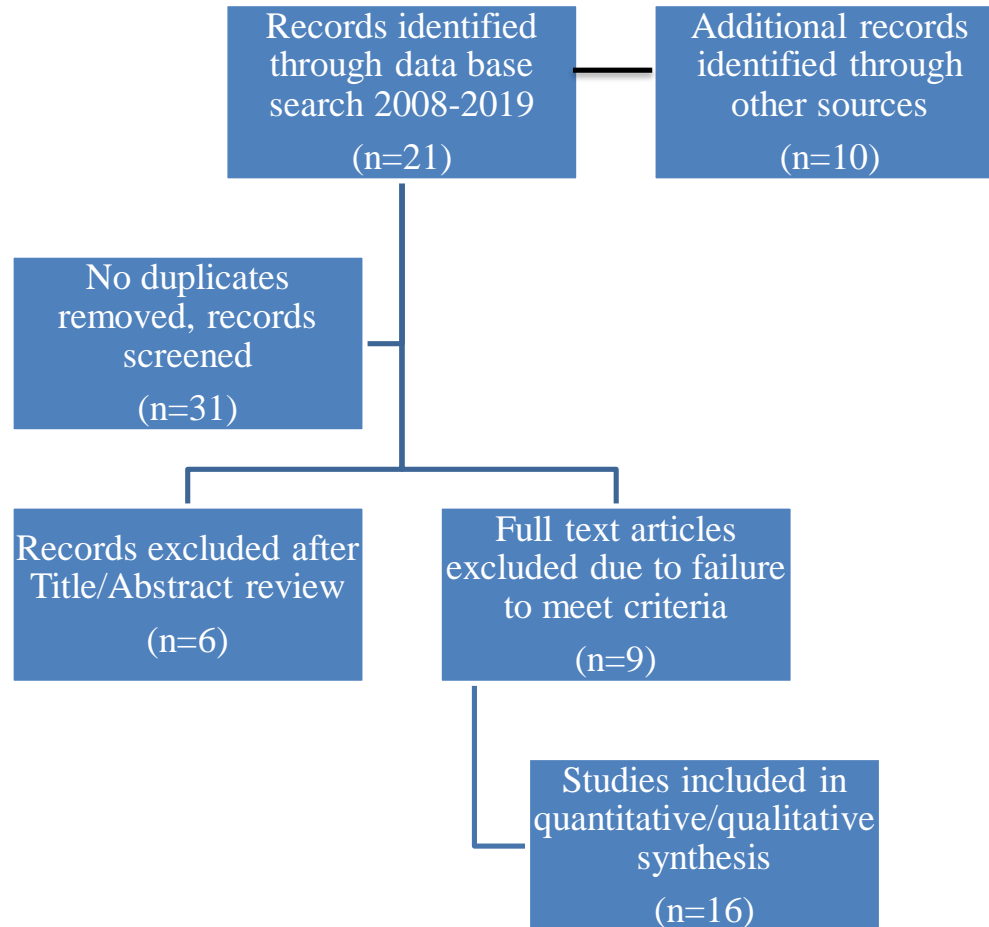 Records identified
through data base
search 2008-2019
(n=21)
Additional records
identified through
other sources
(n=10)
No duplicates
removed, records
screened
(n=31)
Records excluded after
Title/Abstract review
(n=6)
Full text articles
excluded due to failure
to meet criteria
(n=9)
Studies included in
quantitative/qualitative
synthesis
(n=16)